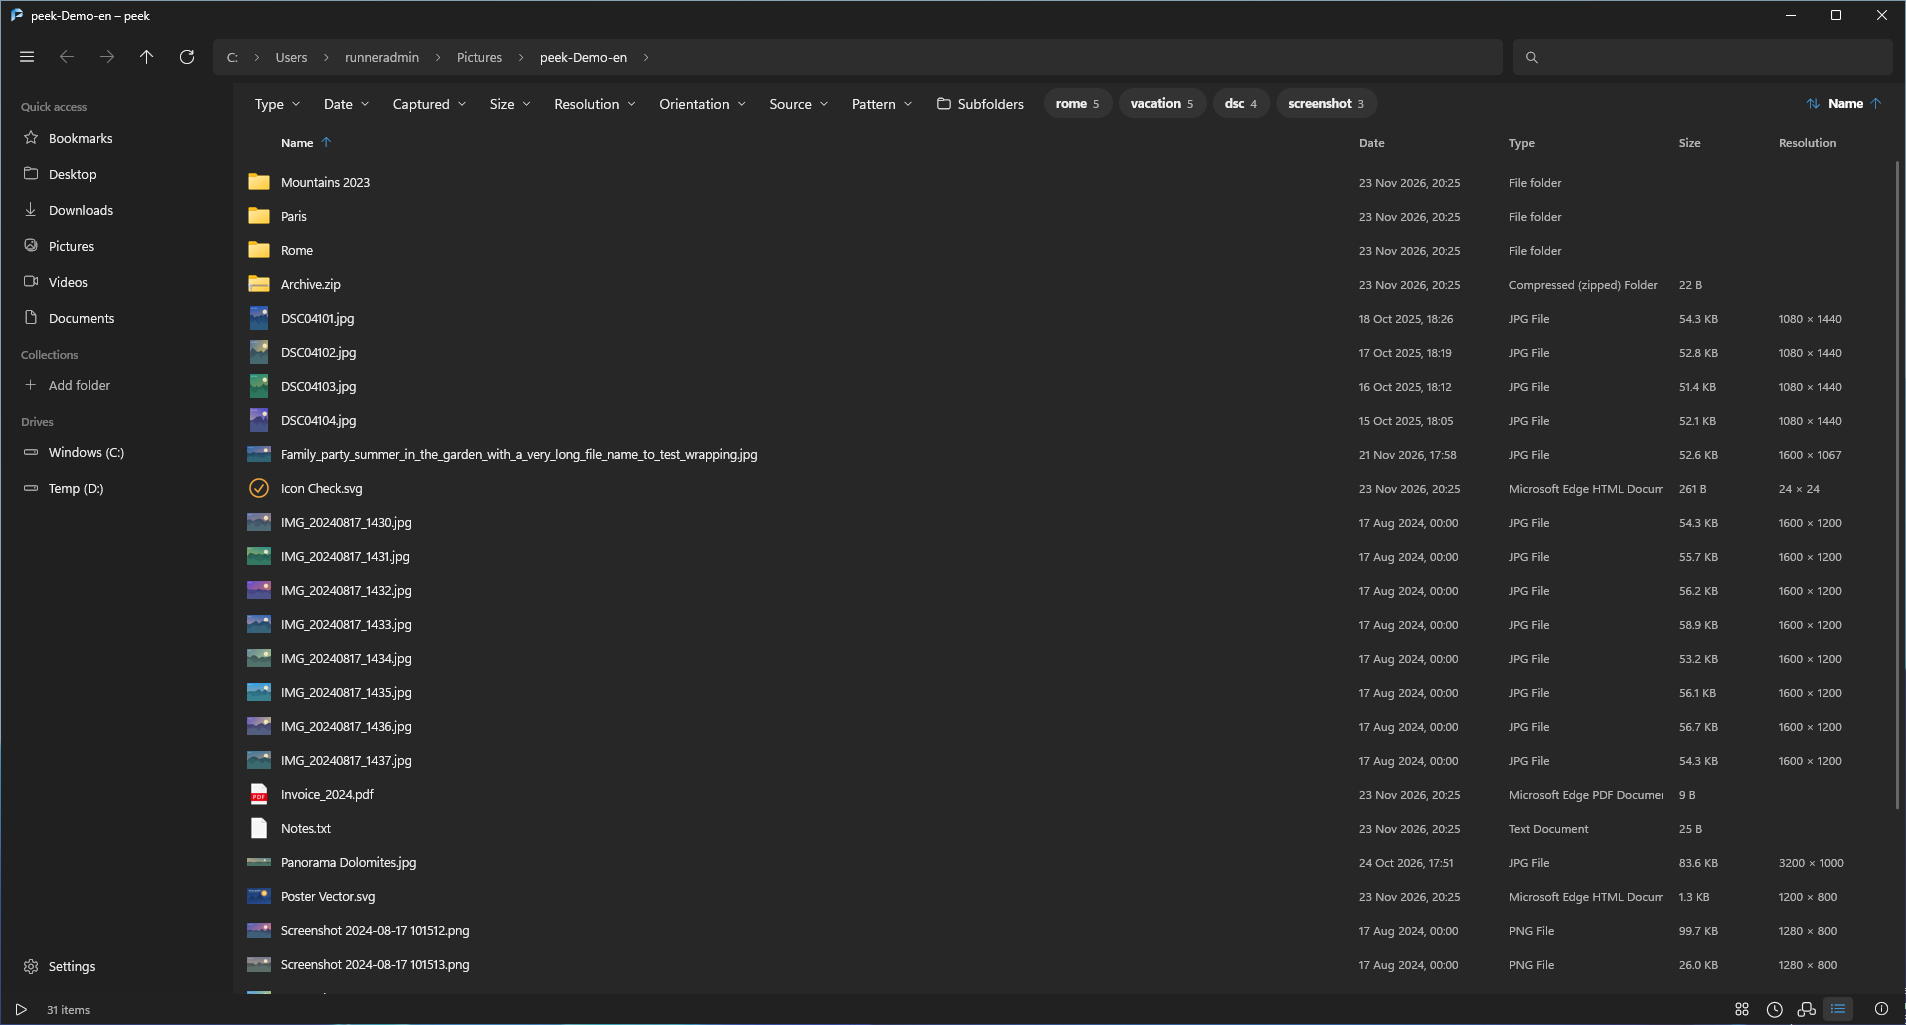 peek-Demo-en – peek
C: Users runneradmin Pictures peek-Demo-en
Quick access
Bookmarks
Desktop
Downloads
Pictures
Videos
Documents
Collections
Add folder
Drives
Windows (C:)
Temp (D:)
Settings
Type Date Captured Size Resolution Orientation Source Pattern Subfolders rome 5 vacation 5 dsc 4 screenshot 3 Name
Name Date Type Size Resolution
Mountains 2023 23 Nov 2026, 20:25 File folder
Paris 23 Nov 2026, 20:25 File folder
Rome 23 Nov 2026, 20:25 File folder
Archive.zip 23 Nov 2026, 20:25 Compressed (zipped) Folder 22 B
DSC04101.jpg 18 Oct 2025, 18:26 JPG File 54.3 KB 1080 × 1440
DSC04102.jpg 17 Oct 2025, 18:19 JPG File 52.8 KB 1080 × 1440
DSC04103.jpg 16 Oct 2025, 18:12 JPG File 51.4 KB 1080 × 1440
DSC04104.jpg 15 Oct 2025, 18:05 JPG File 52.1 KB 1080 × 1440
Family_party_summer_in_the_garden_with_a_very_long_file_name_to_test_wrapping.jpg 21 Nov 2026, 17:58 JPG File 52.6 KB 1600 × 1067
Icon Check.svg 23 Nov 2026, 20:25 Microsoft Edge HTML Docum 261 B 24 × 24
IMG_20240817_1430.jpg 17 Aug 2024, 00:00 JPG File 54.3 KB 1600 × 1200
IMG_20240817_1431.jpg 17 Aug 2024, 00:00 JPG File 55.7 KB 1600 × 1200
IMG_20240817_1432.jpg 17 Aug 2024, 00:00 JPG File 56.2 KB 1600 × 1200
IMG_20240817_1433.jpg 17 Aug 2024, 00:00 JPG File 58.9 KB 1600 × 1200
IMG_20240817_1434.jpg 17 Aug 2024, 00:00 JPG File 53.2 KB 1600 × 1200
IMG_20240817_1435.jpg 17 Aug 2024, 00:00 JPG File 56.1 KB 1600 × 1200
IMG_20240817_1436.jpg 17 Aug 2024, 00:00 JPG File 56.7 KB 1600 × 1200
IMG_20240817_1437.jpg 17 Aug 2024, 00:00 JPG File 54.3 KB 1600 × 1200
Invoice_2024.pdf 23 Nov 2026, 20:25 Microsoft Edge PDF Documer 9 B
Notes.txt 23 Nov 2026, 20:25 Text Document 25 B
Panorama Dolomites.jpg 24 Oct 2026, 17:51 JPG File 83.6 KB 3200 × 1000
Poster Vector.svg 23 Nov 2026, 20:25 Microsoft Edge HTML Docum 1.3 KB 1200 × 800
Screenshot 2024-08-17 101512.png 17 Aug 2024, 00:00 PNG File 99.7 KB 1280 × 800
Screenshot 2024-08-17 101513.png 17 Aug 2024, 00:00 PNG File 26.0 KB 1280 × 800
31 items